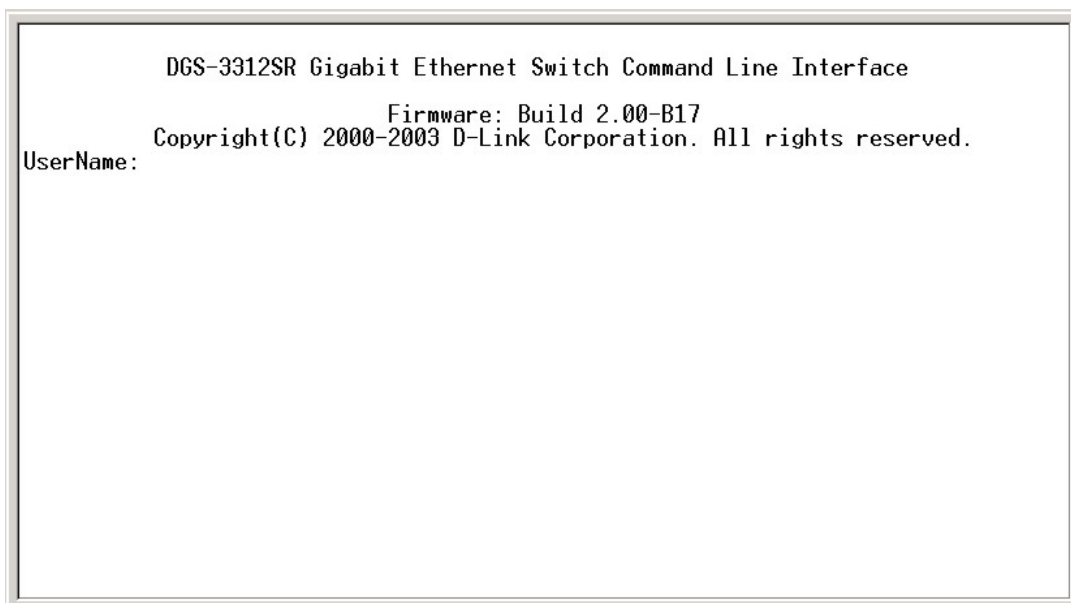 DGS-3312SR Gigabit Ethernet Switch Command Line Interface
Firmware: Build 2.00-B17
Copyright(C) 2000-2003 D-Link Corporation. All rights reserved.
UserName: